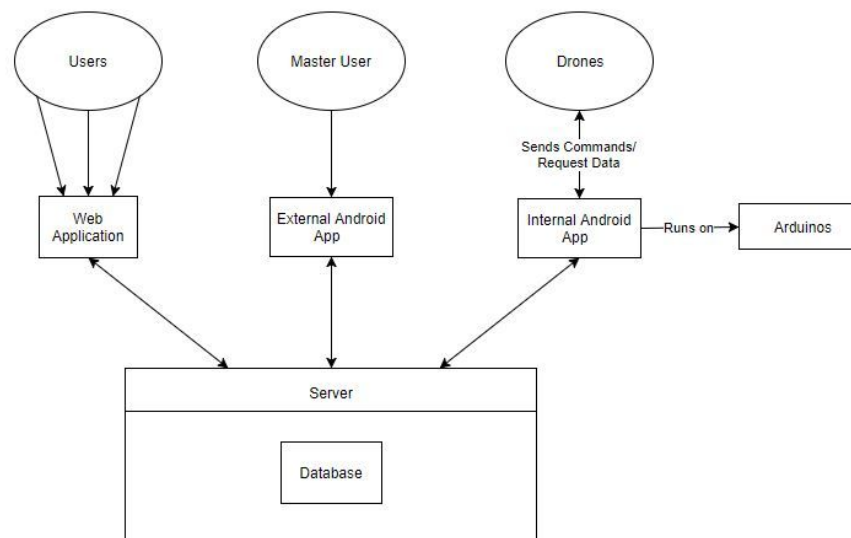 Users
Master User
Drones
Sends Commands/
Request Data
Web
Application
External Android
App
Internal Android
App
Runs on
Arduinos
Server
Database